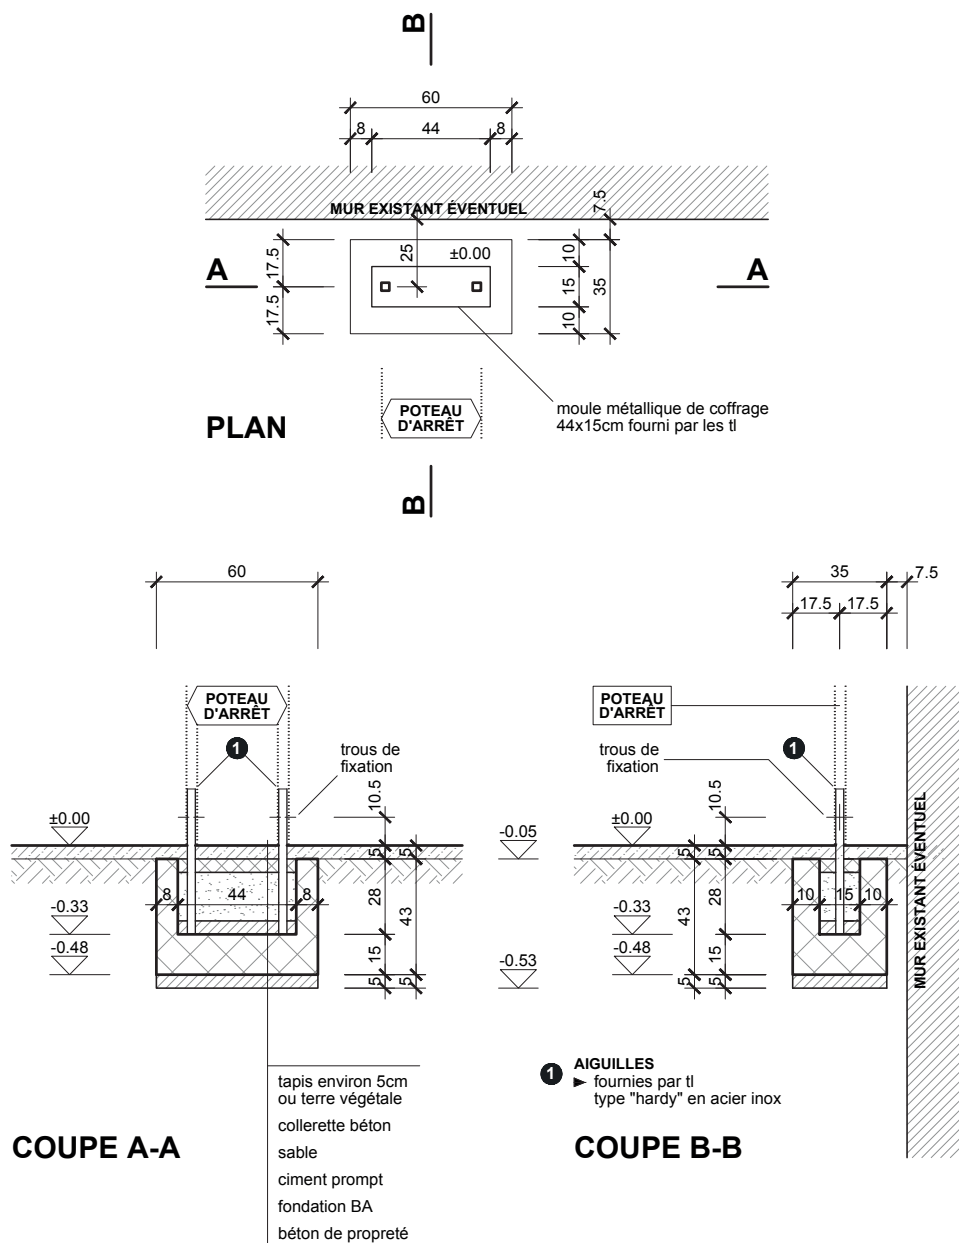 B
60
8 44 8
7.5
MUR EXISTANT ÉVENTUEL
17.5
17.5
25
±0.00
10
15
10
35
A
A
POTEAU
D'ARRÊT
moule métallique de coffrage
44x15cm fourni par les tl
PLAN
B
60
POTEAU
D'ARRÊT
1
trous de
fixation
±0.00
10.5
5
5
8 44 8
28
43
-0.33
-0.48
15
5
5
-0.05
-0.53
tapis environ 5cm
ou terre végétale
collerette béton
sable
ciment prompt
fondation BA
béton de propreté
COUPE A-A
35
7.5
17.5 17.5
POTEAU
D'ARRÊT
trous de
fixation
1
±0.00
10.5
5
5
10 15 10
28
43
-0.33
-0.48
15
5
5
MUR EXISTANT ÉVENTUEL
1 AIGUILLES
► fournies par tl
type "hardy" en acier inox
COUPE B-B